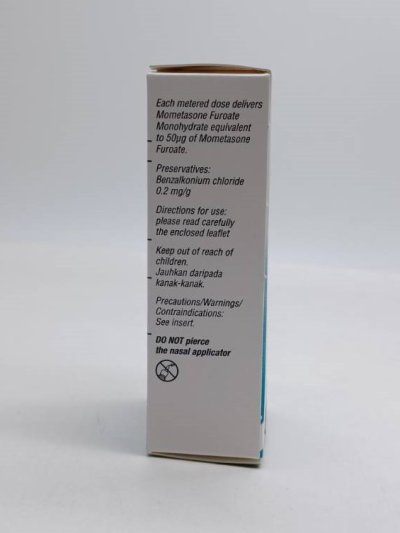 Each metered dose delivers
Mometasone Furoate
Monohydrate equivalent
to 50µg of Mometasone
Furoate.
Preservatives:
Benzalkonium chloride
0.2 mg/g
Directions for use:
please read carefully
the enclosed leaflet
Keep out of reach of
children.
Jauhkan daripada
kanak-kanak.
Precautions/Warnings/
Contraindications:
See insert.
DO NOT pierce
the nasal applicator